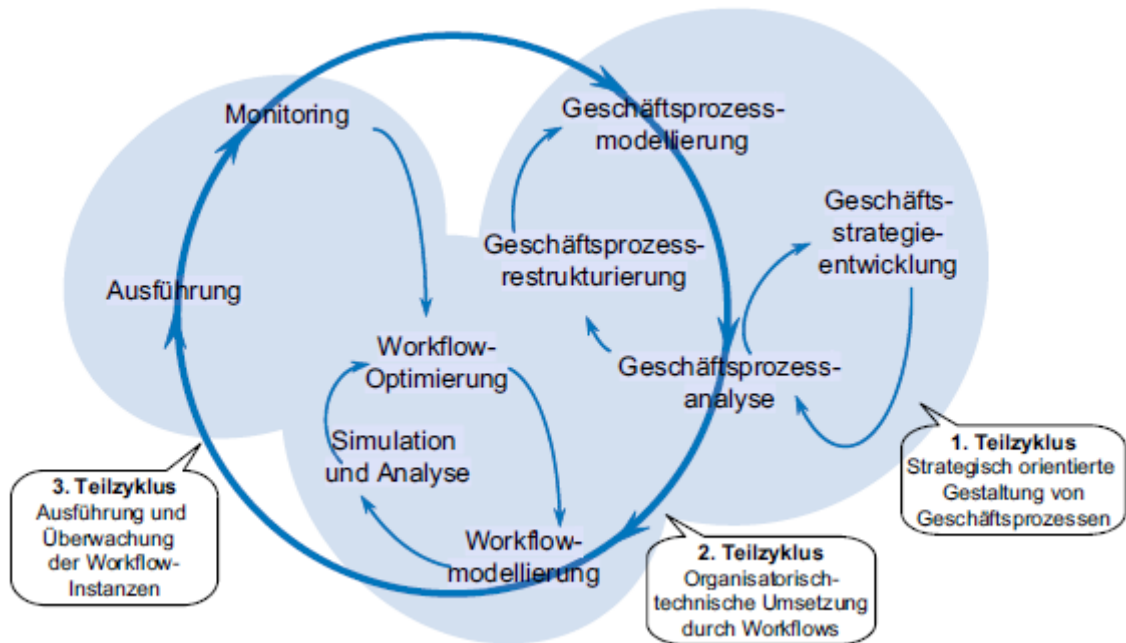 Monitoring
Geschäftsprozess-
modellierung
Geschäfts-
strategie-
entwicklung
Geschäftsprozess-
restrukturierung
Ausführung
Workflow-
Optimierung
Geschäftsprozess-
analyse
Simulation
und Analyse
Workflow-
modellierung
1. Teilzyklus
Strategisch orientierte
Gestaltung von
Geschäftsprozessen
3. Teilzyklus
Ausführung und
Überwachung
der Workflow-
Instanzen
2. Teilzyklus
Organisatorisch-
technische Umsetzung
durch Workflows